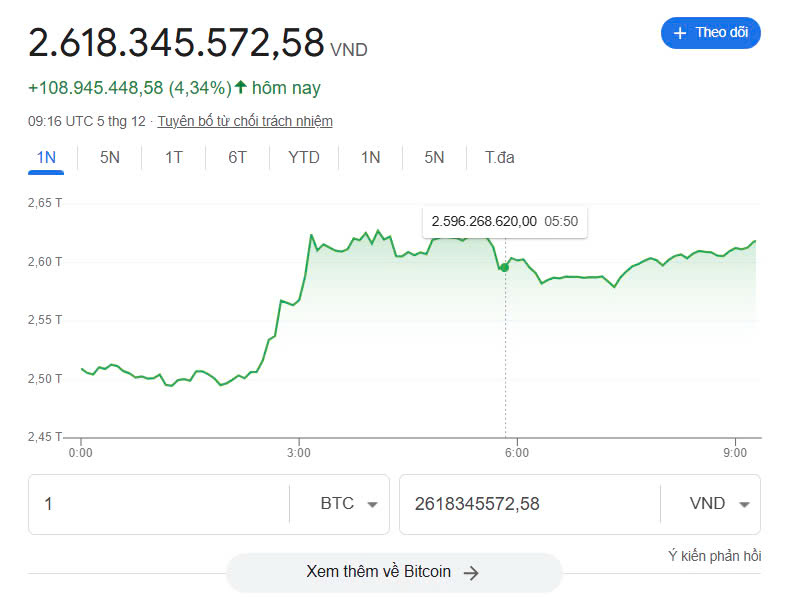 2.618.345.572,58 VND
+ Theo dõi
+108.945.448,58 (4,34%) ↑ hôm nay
09:16 UTC 5 thg 12 · Tuyên bố từ chối trách nhiệm
1N 5N 1T 6T YTD 1N 5N T.đa
2,65 T
2.596.268.620,00 05:50
2,60 T
2,55 T
2,50 T
2,45 T
0:00 3:00 6:00 9:00
1 BTC 2618345572,58 VND
Ý kiến phản hồi
Xem thêm về Bitcoin →